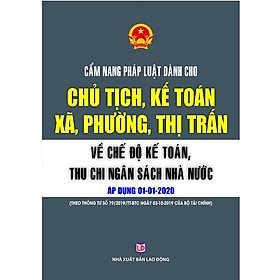 CẨM NANG PHÁP LUẬT DÀNH CHO
CHỦ TỊCH, KẾ TOÁN
XÃ, PHƯỜNG, THỊ TRẤN
VỀ CHẾ ĐỘ KẾ TOÁN,
THU CHI NGÂN SÁCH NHÀ NƯỚC
ÁP DỤNG 01-01-2020
(THEO THÔNG TƯ SỐ 79/2019/TT-BTC NGÀY 03-10-2019 CỦA BỘ TÀI CHÍNH)
NHÀ XUẤT BẢN LAO ĐỘNG